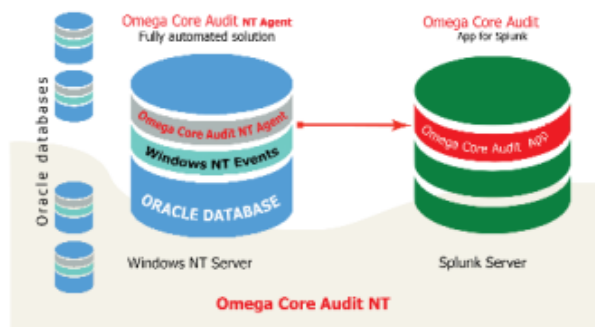 Omega Core Audit NT Agent
Fully automated solution
Omega Core Audit
App for Splunk
Oracle databases
Omega Core Audit NT Agent
Windows NT Events
ORACLE DATABASE
Omega Core Audit App
Windows NT Server
Splunk Server
Omega Core Audit NT